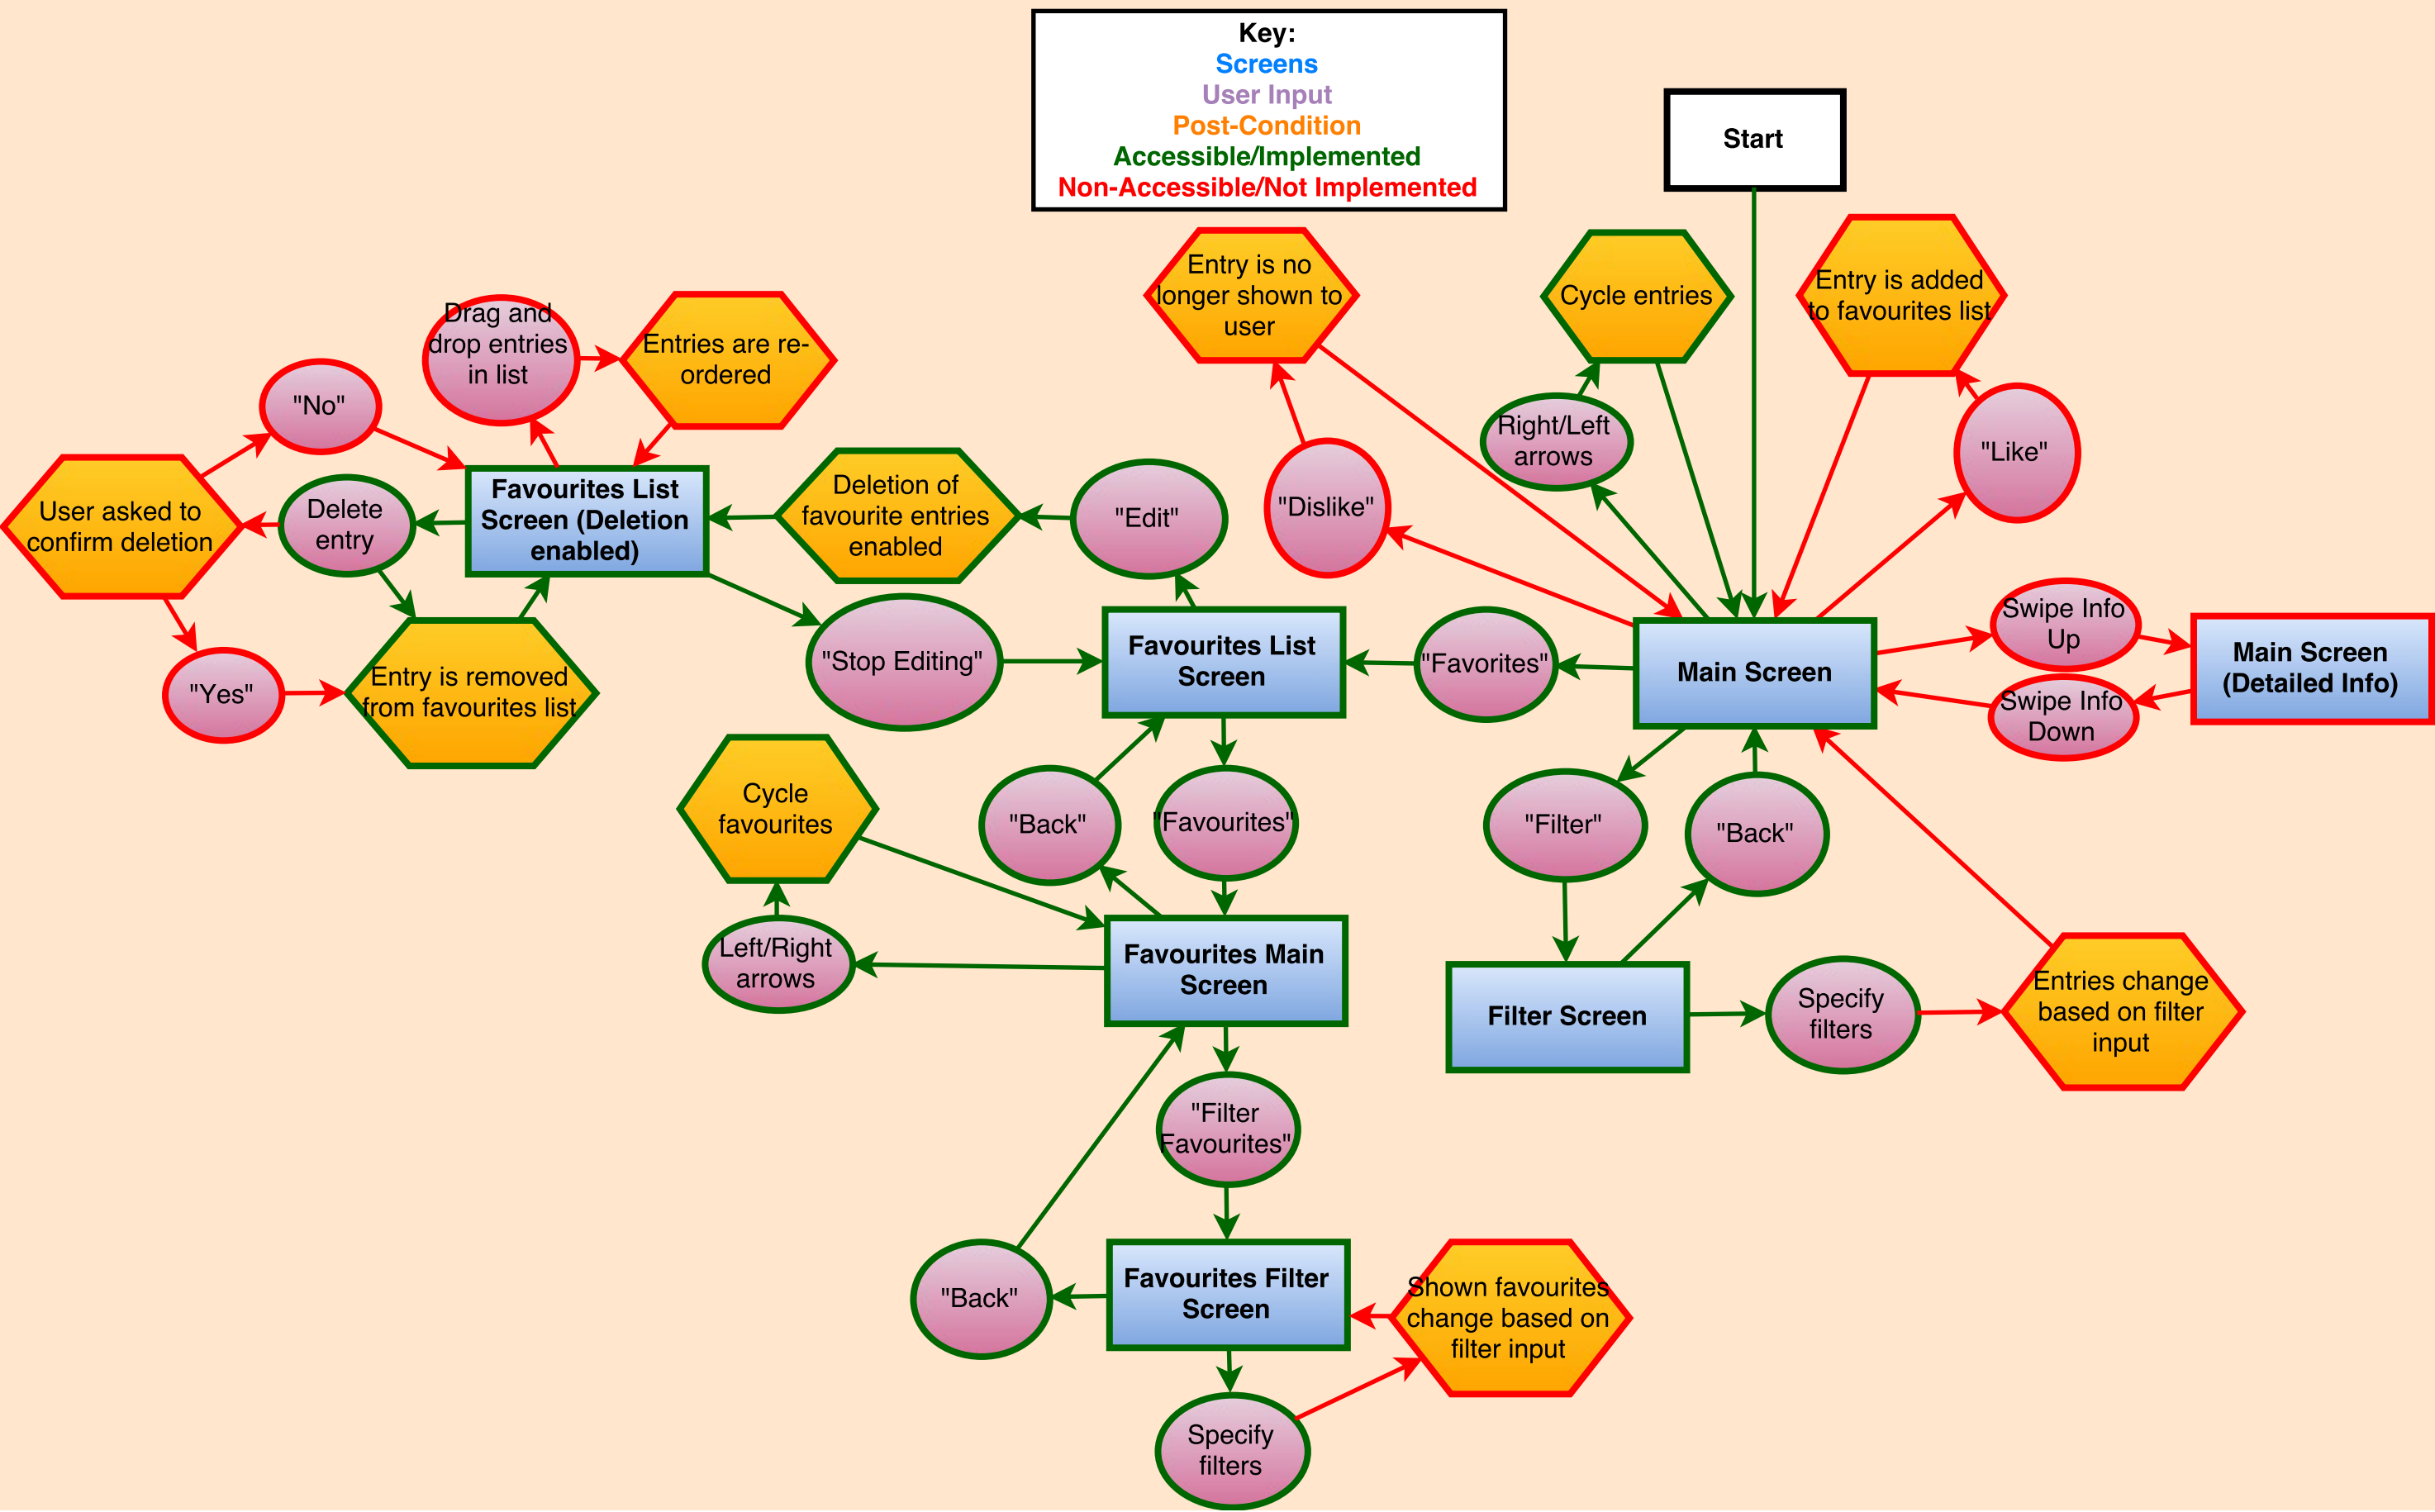 Key:
Screens
User Input
Post-Condition
Accessible/Implemented
Non-Accessible/Not Implemented
Start
Entry is no
longer shown to
user
Cycle entries
Entry is added
to favourites list
Drag and
drop entries
in list
Entries are re-
ordered
"No"
Right/Left
arrows
"Like"
User asked to
confirm deletion
Delete
entry
Favourites List
Screen (Deletion
enabled)
Deletion of
favourite entries
enabled
"Edit"
"Dislike"
"Yes"
Entry is removed
from favourites list
"Stop Editing"
Favourites List
Screen
"Favorites"
Main Screen
Swipe Info
Up
Swipe Info
Down
Main Screen
(Detailed Info)
Cycle
favourites
"Back"
"Favourites"
"Filter"
"Back"
Left/Right
arrows
Favourites Main
Screen
Filter Screen
Specify
filters
Entries change
based on filter
input
"Filter
Favourites"
"Back"
Favourites Filter
Screen
Shown favourites
change based on
filter input
Specify
filters